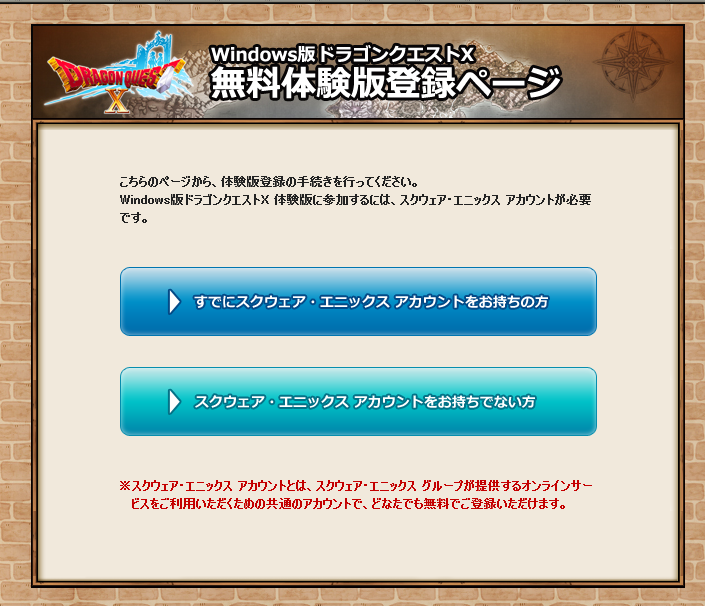 DRAGON QUEST
X
Windows版 ドラゴンクエストX
無料体験版登録ページ
こちらのページから、体験版登録の手続きを行ってください。
Windows版ドラゴンクエストX 体験版に参加するには、スクウェア・エニックス アカウントが必要
です。
すでにスクウェア・エニックス アカウントをお持ちの方
スクウェア・エニックス アカウントをお持ちでない方
※スクウェア・エニックス アカウントとは、スクウェア・エニックス グループが提供するオンラインサー
ビスをご利用いただくための共通のアカウントで、どなたでも無料でご登録いただけます。